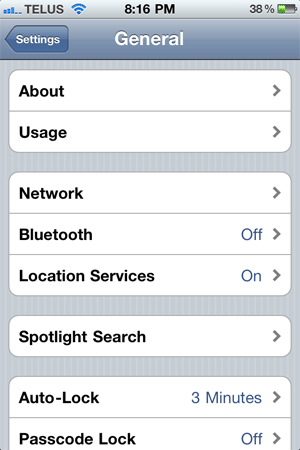 TELUS 8:16 PM 38 %
Settings General
About
Usage
Network
Bluetooth Off
Location Services On
Spotlight Search
Auto-Lock 3 Minutes
Passcode Lock Off